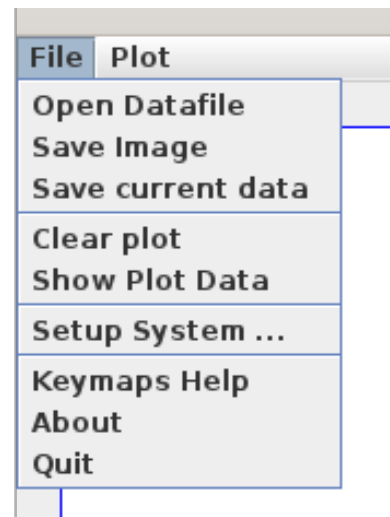 File Plot
Open Datafile
Save Image
Save current data
Clear plot
Show Plot Data
Setup System ...
Keymaps Help
About
Quit